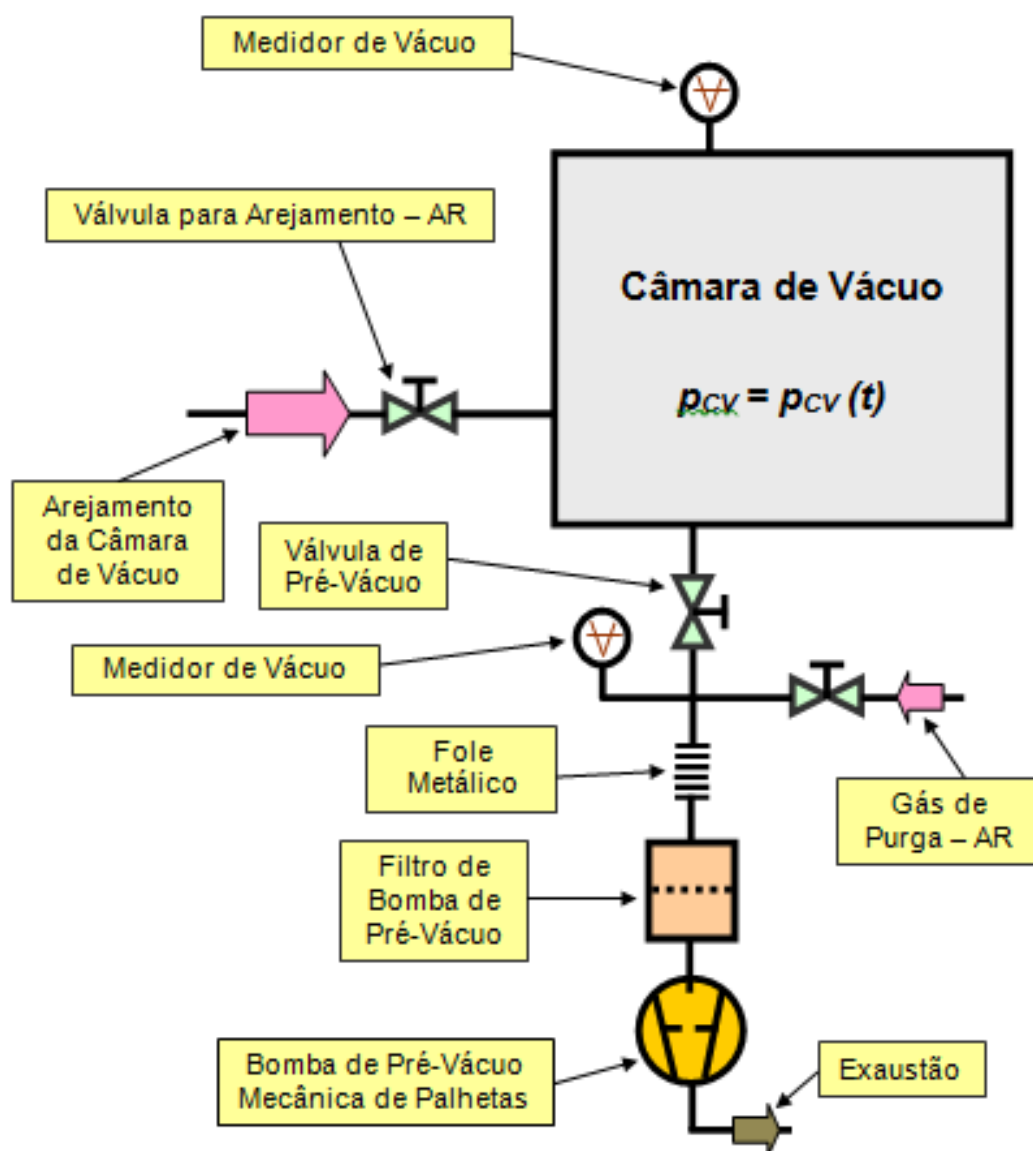 Medidor de Vácuo
Válvula para Arejamento – AR
Câmara de Vácuo
pCV = pCV (t)
Arejamento
da Câmara
de Vácuo
Válvula de
Pré-Vácuo
Medidor de Vácuo
Fole
Metálico
Gás de
Purga – AR
Filtro de
Bomba de
Pré-Vácuo
Bomba de Pré-Vácuo
Mecânica de Palhetas
Exaustão